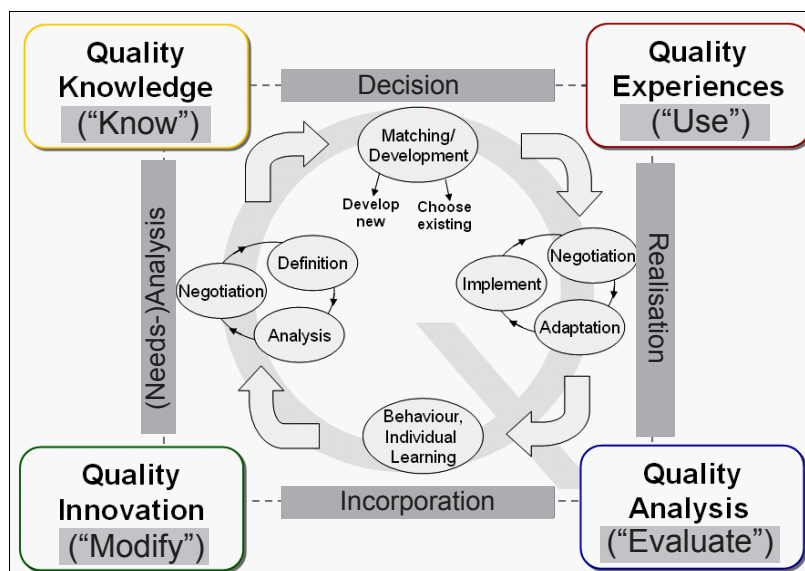 Quality
Knowledge
(“Know”)
Decision
Quality
Experiences
(“Use”)
Matching/
Development
Develop
new
Choose
existing
(Needs-)Analysis
Negotiation
Definition
Analysis
Implement
Negotiation
Adaptation
Realisation
Behaviour,
Individual
Learning
Quality
Innovation
(“Modify”)
Incorporation
Quality
Analysis
(“Evaluate”)